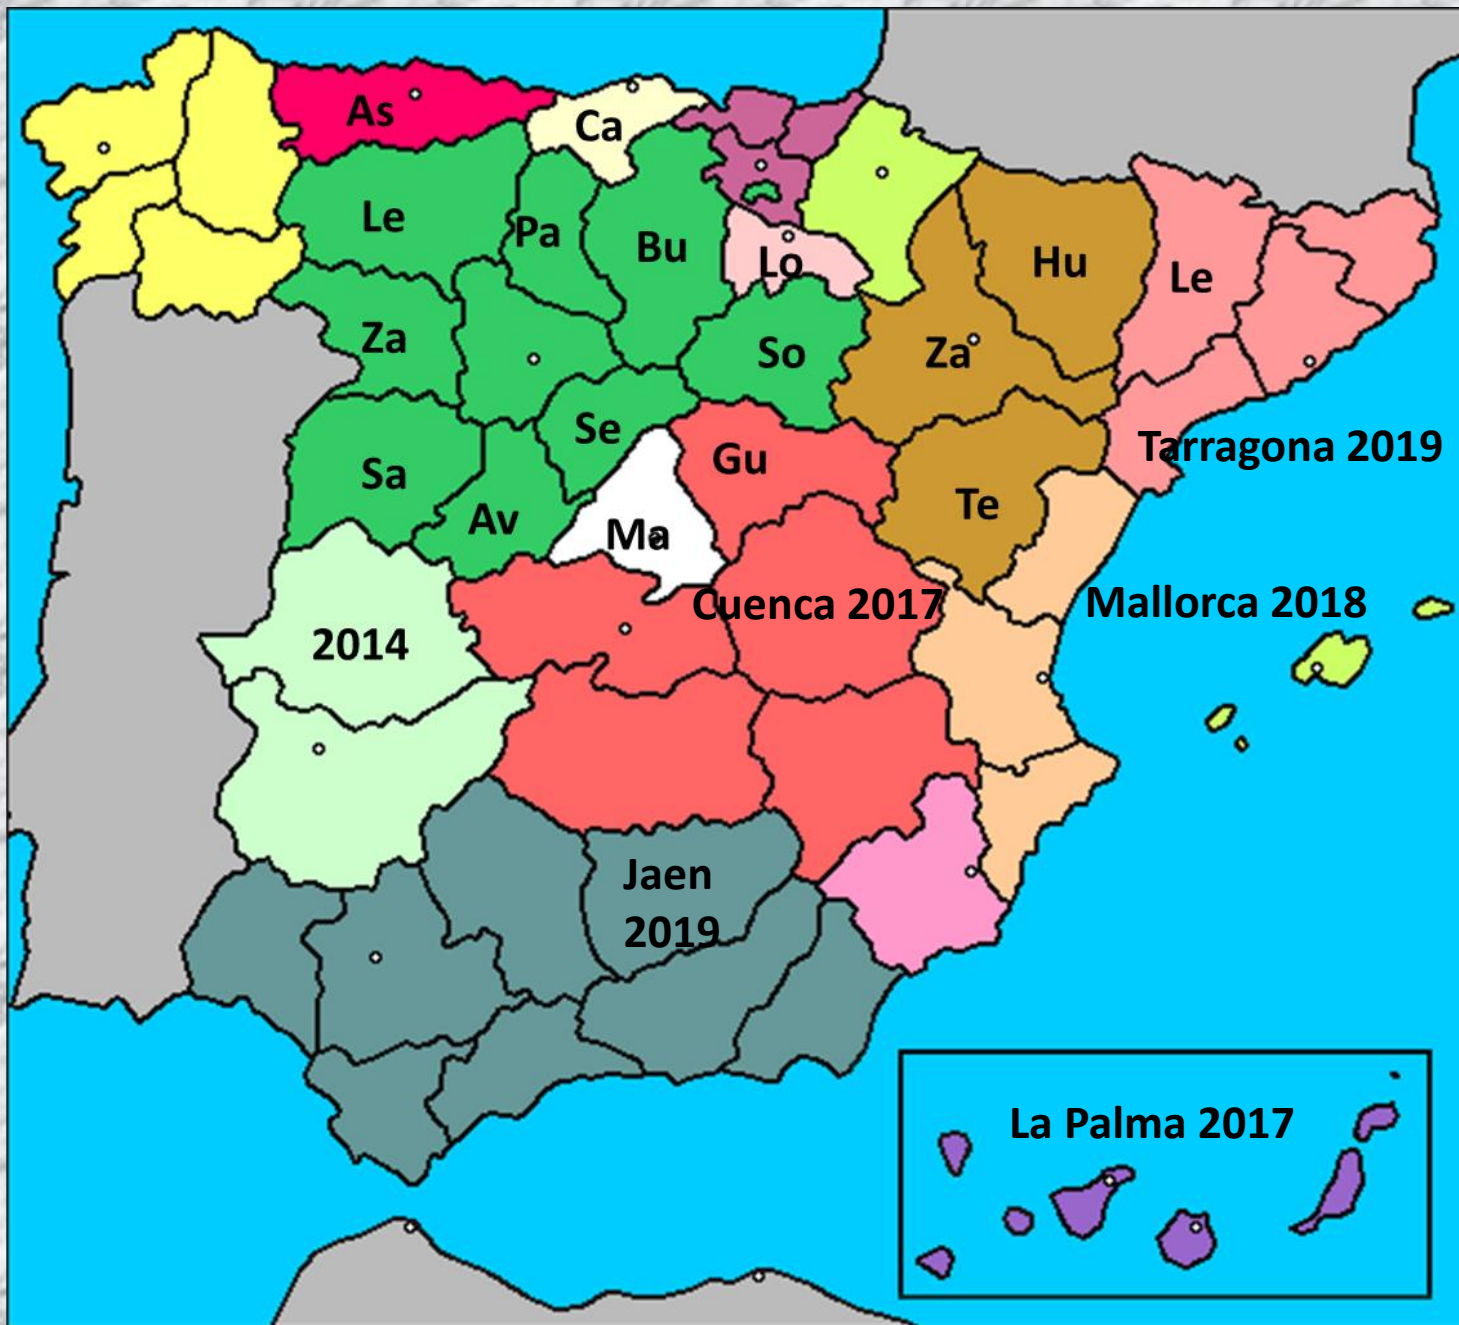 As
Ca
Le
Pa
Bu
Lo
Hu
Le
Za
So
Za
Se
Gu
Tarragona 2019
Sa
Av
Ma
Te
Cuenca 2017
Mallorca 2018
2014
Jaen
2019
La Palma 2017